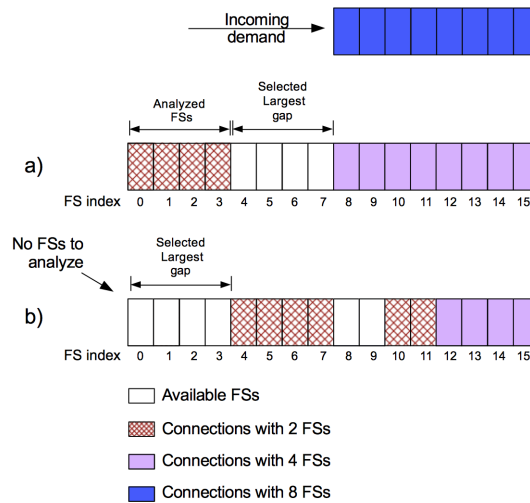 Incoming
demand
Analyzed
FSs
Selected
Largest
gap
a)
FS index 0 1 2 3 4 5 6 7 8 9 10 11 12 13 14 15
No FSs to
analyze
Selected
Largest
gap
b)
FS index 0 1 2 3 4 5 6 7 8 9 10 11 12 13 14 15
Available FSs
Connections with 2 FSs
Connections with 4 FSs
Connections with 8 FSs